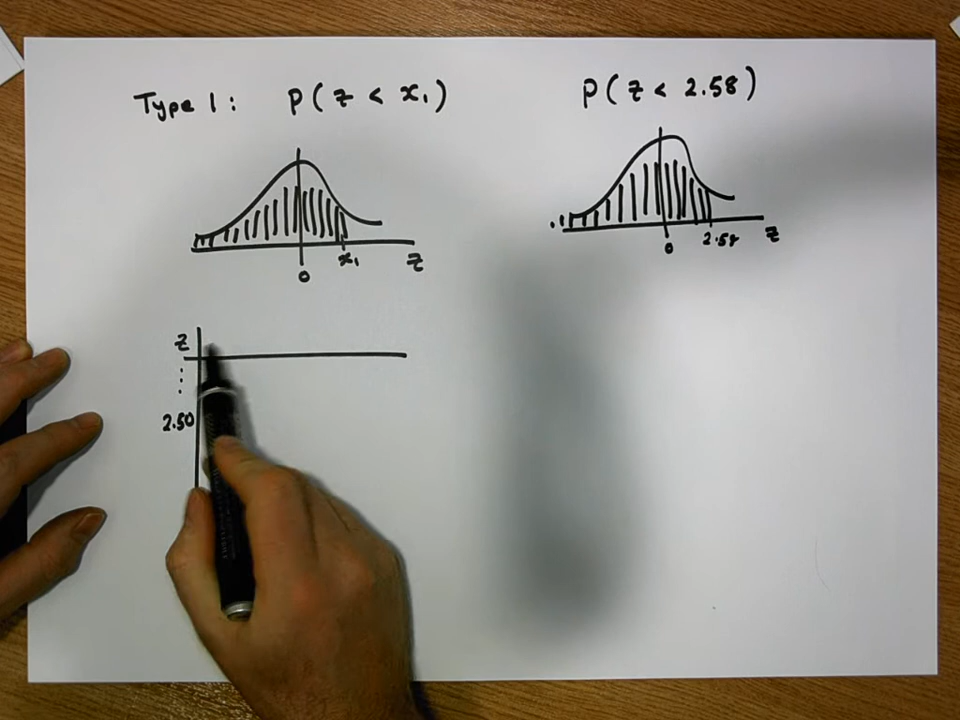 Type 1: P( z < x₁ )
P( z < 2.58 )
0 x₁ z
0 2.58 z
z
⋮
2.50